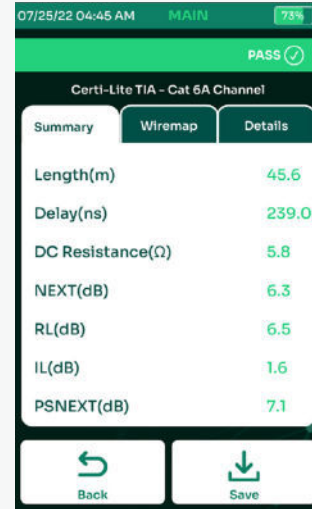 07/25/22 04:45 AM MAIN 73%
PASS
Certi-Lite TIA - Cat 6A Channel
Summary Wiremap Details
Length(m) 45.6
Delay(ns) 239.0
DC Resistance(Ω) 5.8
NEXT(dB) 6.3
RL(dB) 6.5
IL(dB) 1.6
PSNEXT(dB) 7.1
Back Save